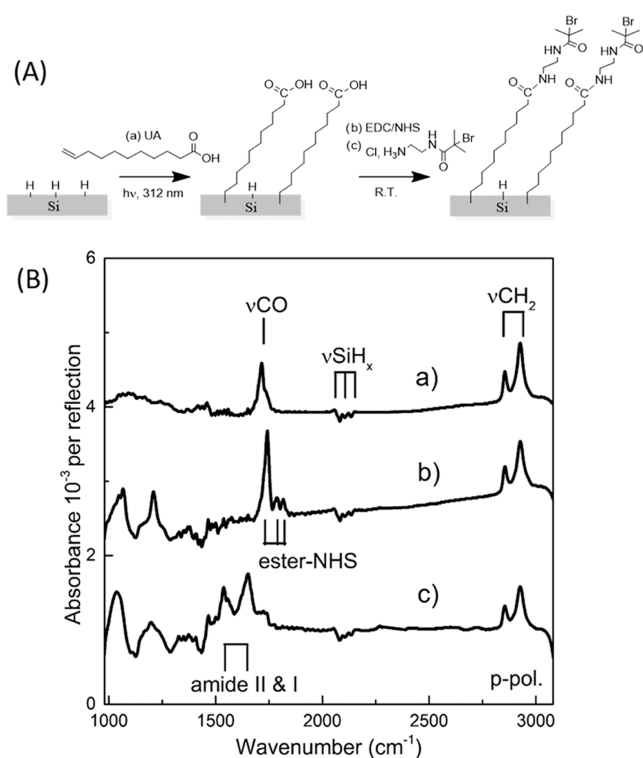 (A)
(a) UA
O
OH
hν, 312 nm
H H H
Si
O OH O OH
C C
H
Si
(b) EDC/NHS
(c) Cl, H₃N H N Br
O
R.T.
Br Br
HN C O HN C O
O C NH O C NH
H
Si
(B)
νCO
νSiHₓ
νCH₂
a)
b)
ester-NHS
c)
amide II & I
p-pol.
6
4
2
0
1000 1500 2000 2500 3000
Absorbance 10⁻³ per reflection
Wavenumber (cm⁻¹)